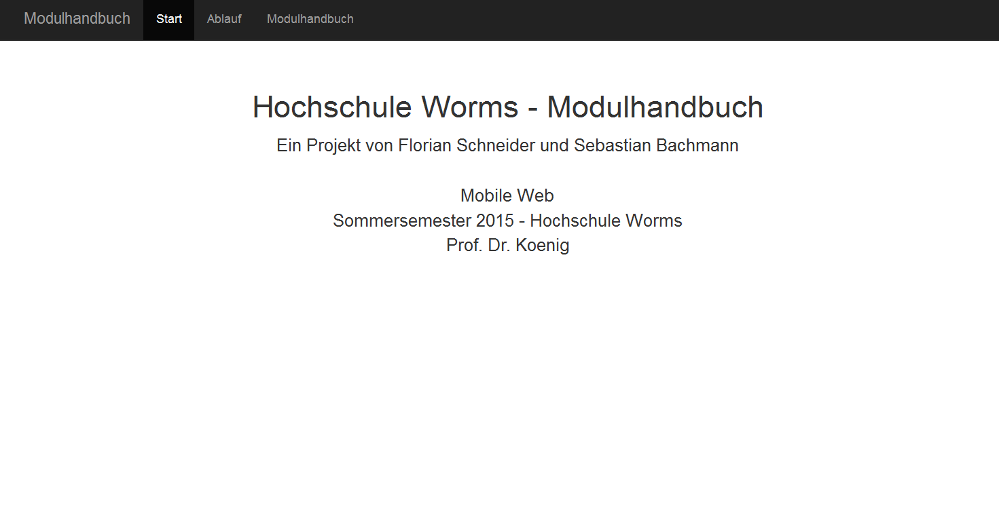 Modulhandbuch Start Ablauf Modulhandbuch
Hochschule Worms - Modulhandbuch
Ein Projekt von Florian Schneider und Sebastian Bachmann
Mobile Web
Sommersemester 2015 - Hochschule Worms
Prof. Dr. Koenig